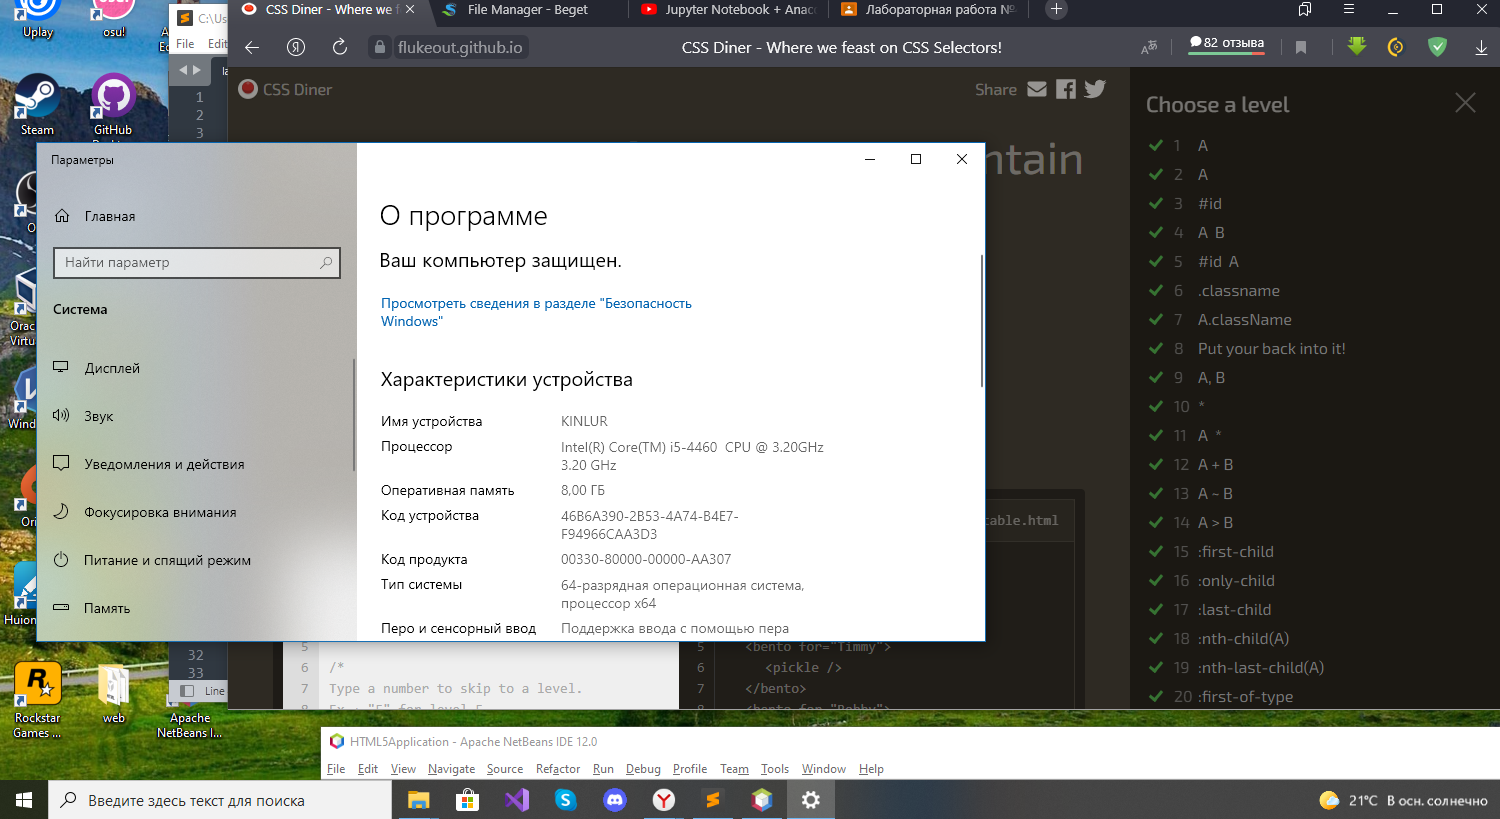 Uplay
osu!
Steam
GitHub
Rockstar
Games ...
web
Apache
NetBeans I...
C:\Us
File Edit
1
2
3
32
33
Line
CSS Diner - Where we f
File Manager - Beget
Jupyter Notebook + Anac
Лабораторная работа №
flukeout.github.io
CSS Diner - Where we feast on CSS Selectors!
82 отзыва
CSS Diner
Share
ntain
Choose a level
1 A
2 A
3 #id
4 A B
5 #id A
6 .classname
7 A.className
8 Put your back into it!
9 A, B
10 *
11 A *
12 A + B
13 A ~ B
14 A > B
15 :first-child
16 :only-child
17 :last-child
18 :nth-child(A)
19 :nth-last-child(A)
20 :first-of-type
Параметры
Главная
Найти параметр
Система
Дисплей
Звук
Уведомления и действия
Фокусировка внимания
Питание и спящий режим
Память
О программе
Ваш компьютер защищен.
Просмотреть сведения в разделе "Безопасность
Windows"
Характеристики устройства
Имя устройства KINLUR
Процессор Intel(R) Core(TM) i5-4460 CPU @ 3.20GHz
3.20 GHz
Оперативная память 8,00 ГБ
Код устройства 46B6A390-2B53-4A74-B4E7-
F94966CAA3D3
Код продукта 00330-80000-00000-AA307
Тип системы 64-разрядная операционная система,
процессор x64
Перо и сенсорный ввод Поддержка ввода с помощью пера
table.html
5
6 /*
7 Type a number to skip to a level.
5 <bento for="Timmy">
6 <pickle />
7 </bento>
HTML5Application - Apache NetBeans IDE 12.0
File Edit View Navigate Source Refactor Run Debug Profile Team Tools Window Help
Введите здесь текст для поиска
21°C В осн. солнечно